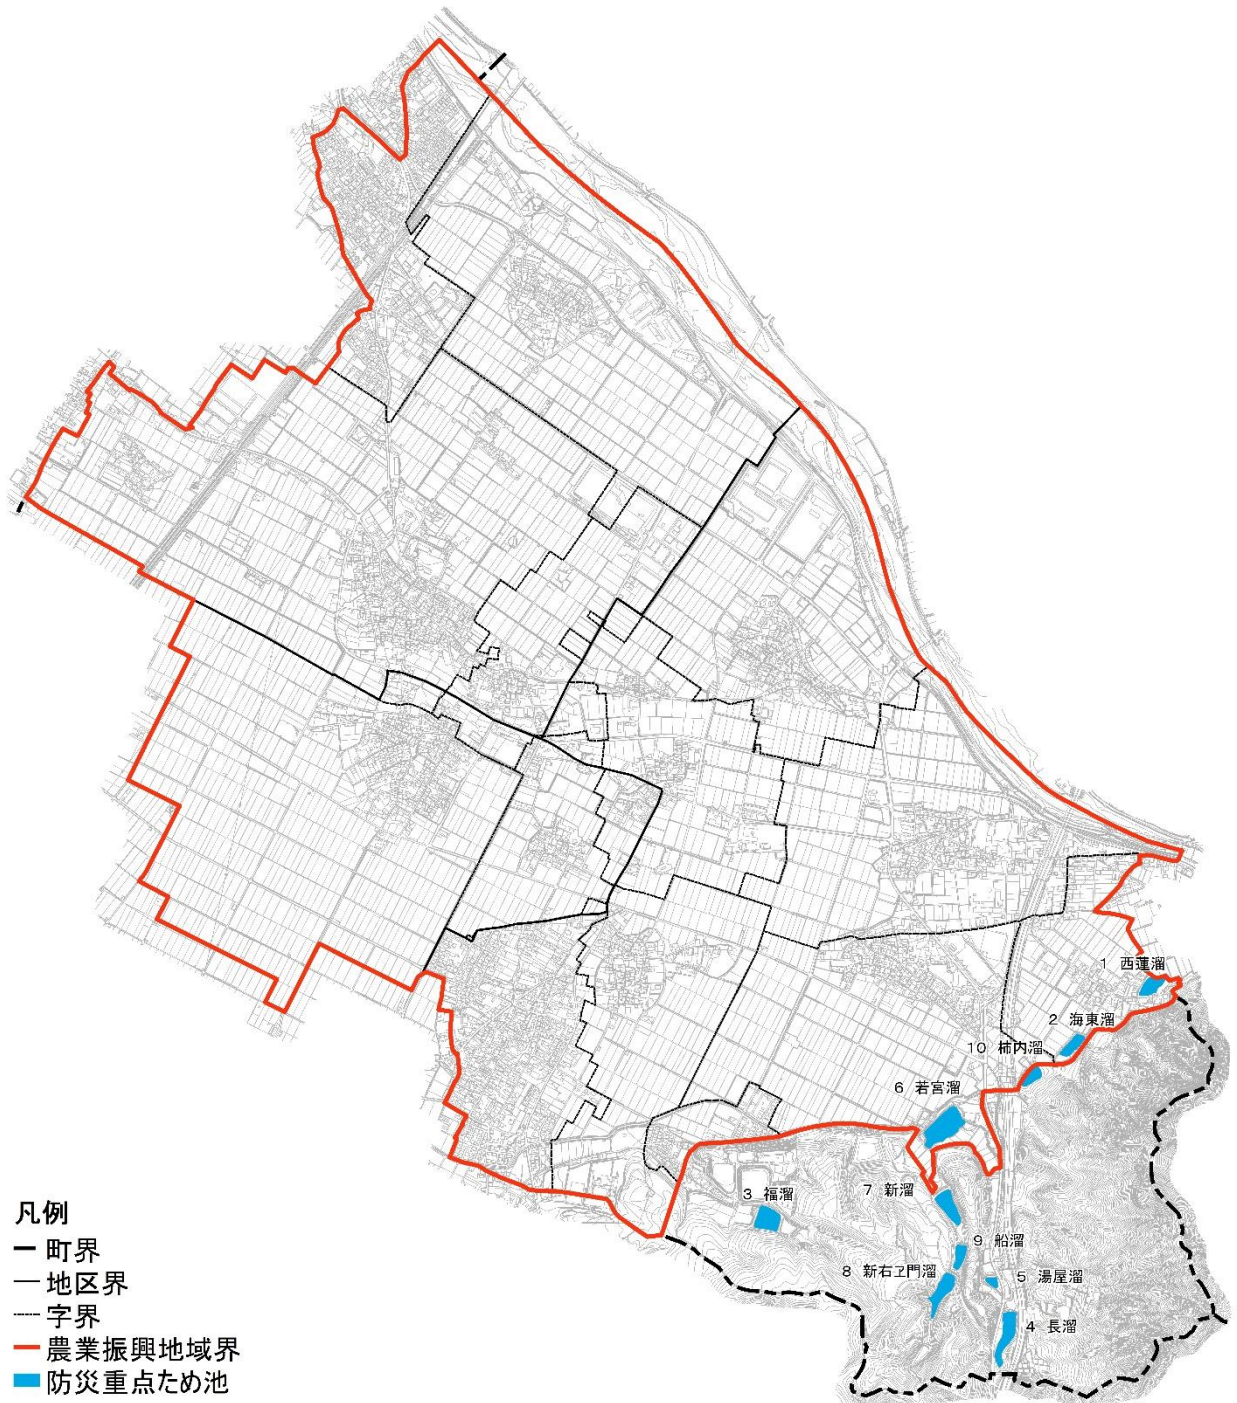 1 西蓮溜
2 海東溜
10 柿内溜
6 若宮溜
7 新溜
3 福溜
9 船溜
8 新右ヱ門溜
5 湯屋溜
4 長溜
凡例
町界
地区界
字界
農業振興地域界
防災重点ため池